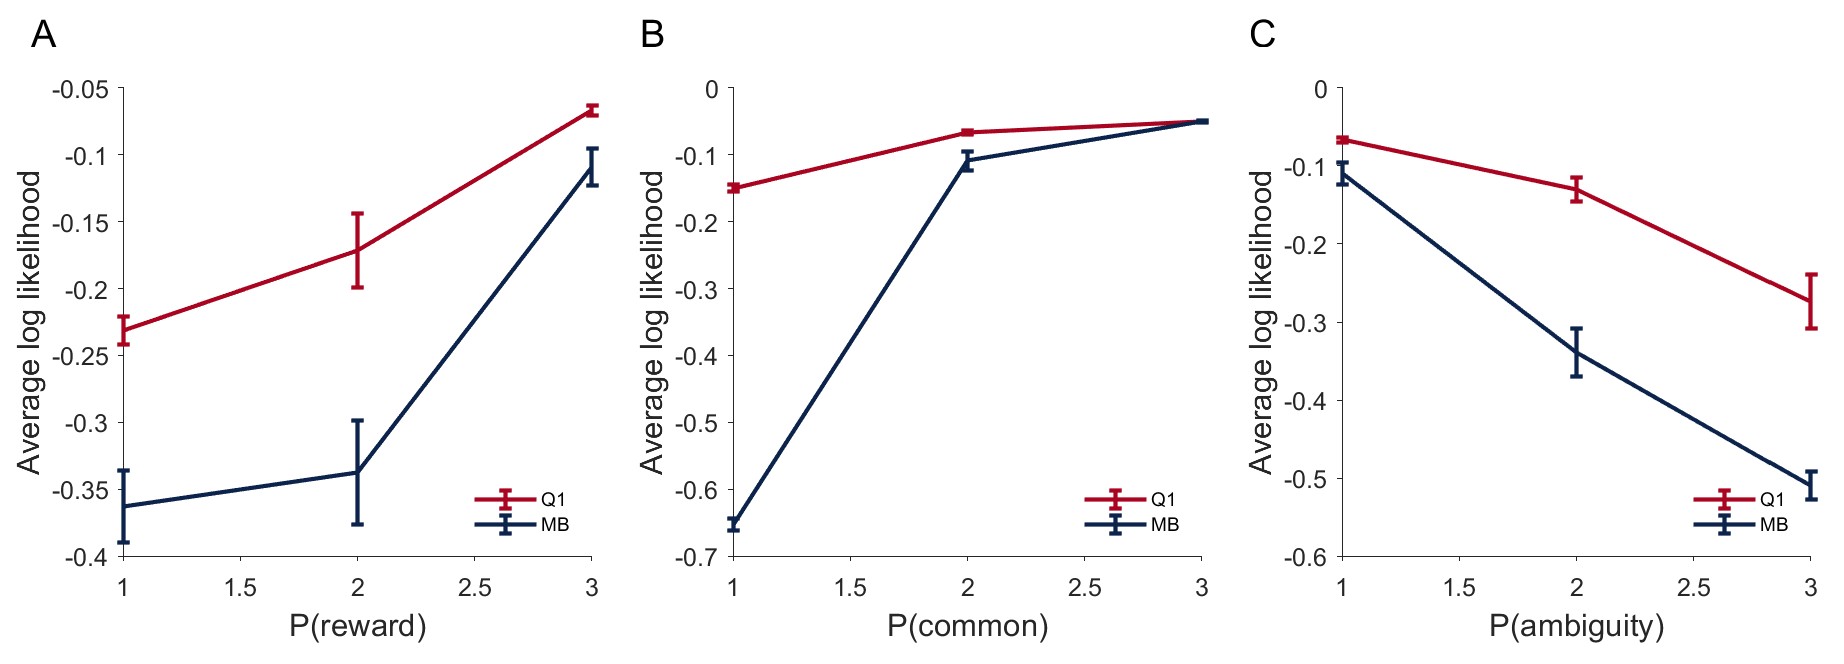 A
Average log likelihood
-0.05
-0.1
-0.15
-0.2
-0.25
-0.3
-0.35
-0.4
1 1.5 2 2.5 3
P(reward)
Q1
MB
B
Average log likelihood
0
-0.1
-0.2
-0.3
-0.4
-0.5
-0.6
-0.7
1 1.5 2 2.5 3
P(common)
Q1
MB
C
Average log likelihood
0
-0.1
-0.2
-0.3
-0.4
-0.5
-0.6
1 1.5 2 2.5 3
P(ambiguity)
Q1
MB